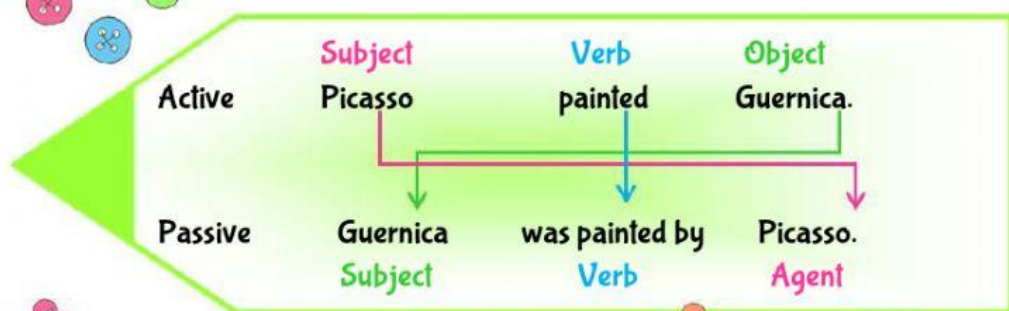 Subject Verb Object
Active Picasso painted Guernica.
Passive Guernica was painted by Picasso.
Subject Verb Agent